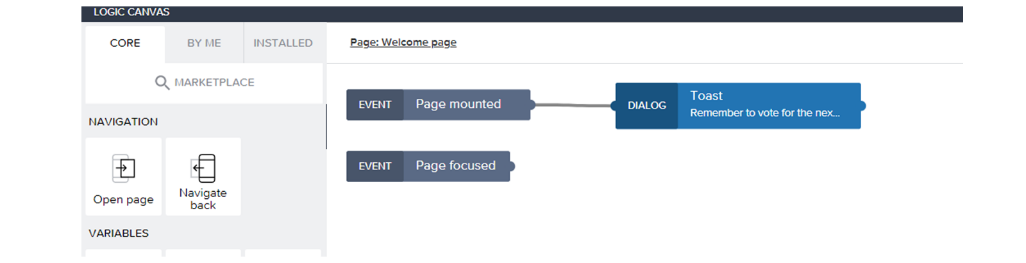 LOGIC CANVAS
CORE BY ME INSTALLED
MARKETPLACE
NAVIGATION
Open page
Navigate
back
VARIABLES
Page: Welcome page
EVENT Page mounted
DIALOG Toast
Remember to vote for the nex...
EVENT Page focused